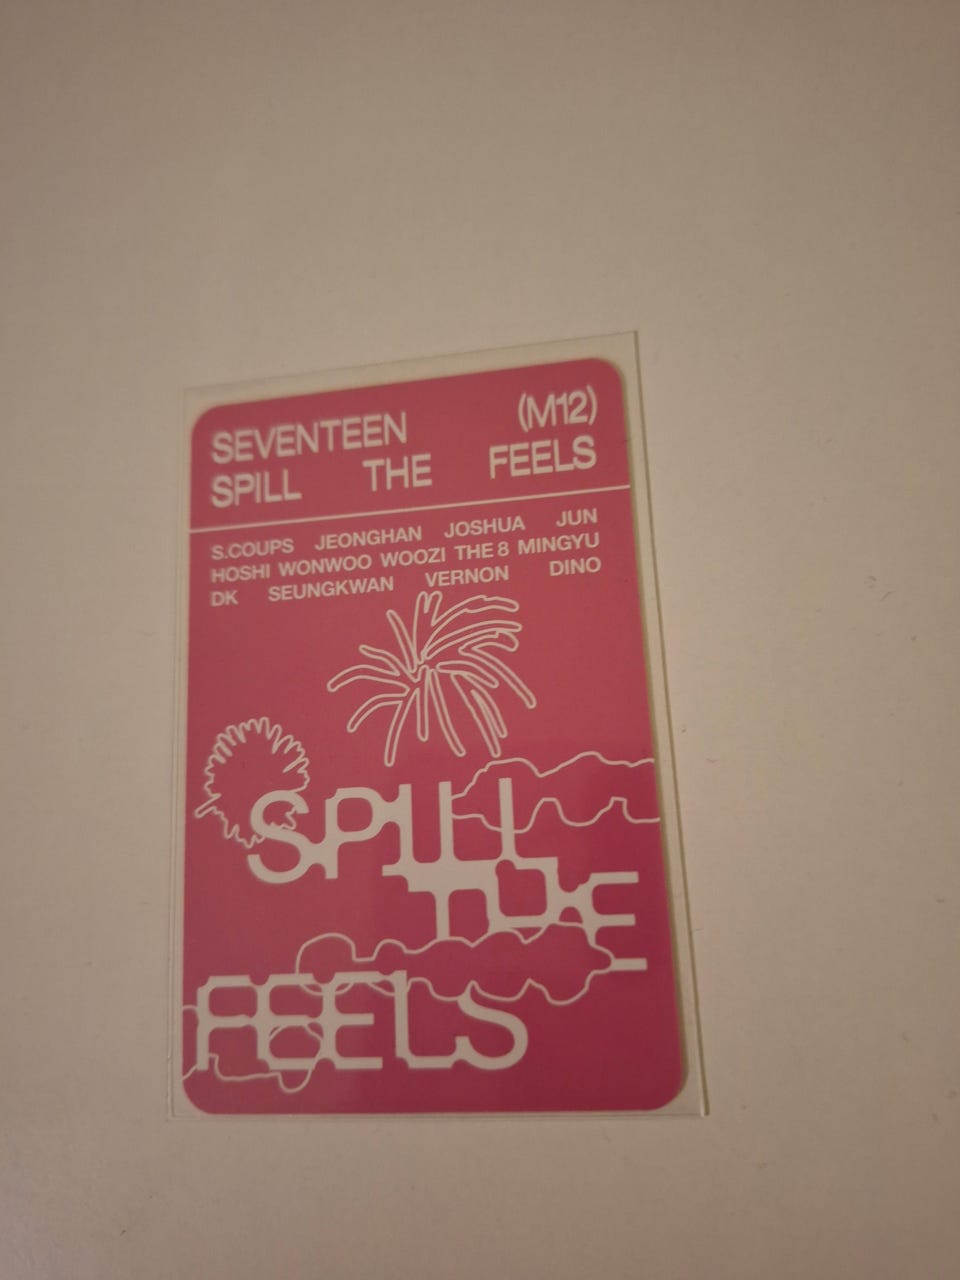 SEVENTEEN (M12)
SPILL THE FEELS
S.COUPS JEONGHAN JOSHUA JUN
HOSHI WONWOO WOOZI THE 8 MINGYU
DK SEUNGKWAN VERNON DINO
SPILL
THE
FEELS